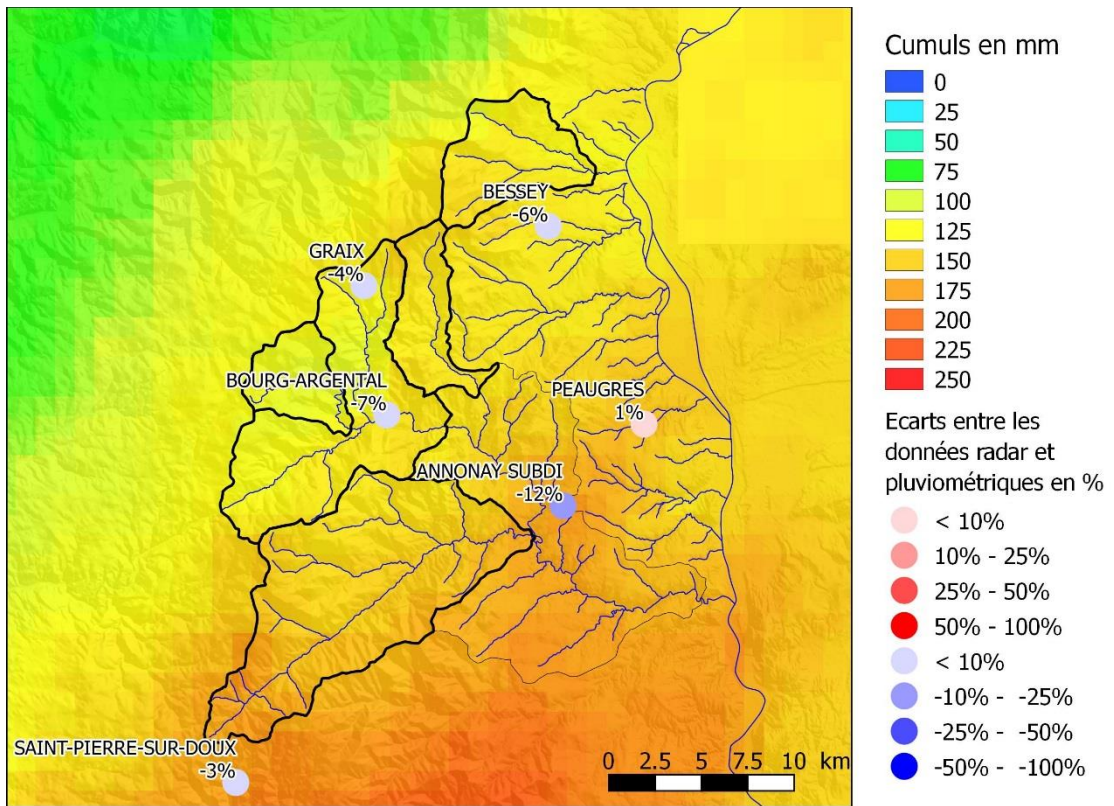 BESSEY
-6%
GRAIX
-4%
BOURG-ARGENTAL
-7%
PEAUGRES
1%
ANNONAY-SUBDI
-12%
SAINT-PIERRE-SUR-DOUX
-3%
0 2.5 5 7.5 10 km
Cumuls en mm
0
25
50
75
100
125
150
175
200
225
250
Ecarts entre les
données radar et
pluviométriques en %
< 10%
10% - 25%
25% - 50%
50% - 100%
< 10%
-10% - -25%
-25% - -50%
-50% - -100%